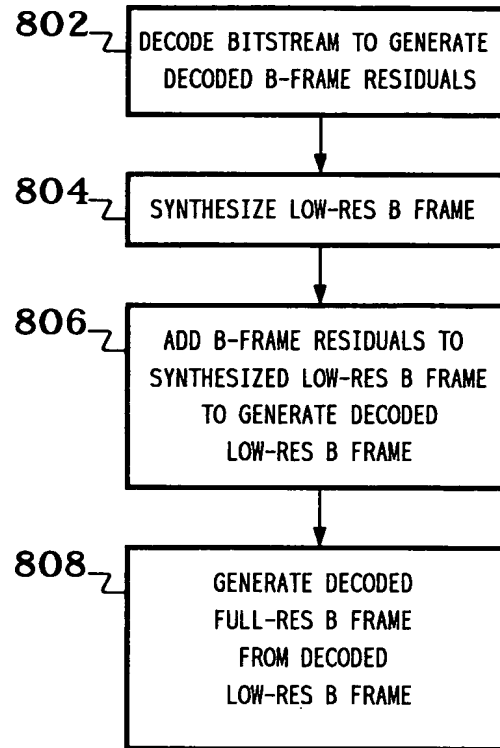 802
DECODE BITSTREAM TO GENERATE
DECODED B-FRAME RESIDUALS
804
SYNTHESIZE LOW-RES B FRAME
806
ADD B-FRAME RESIDUALS TO
SYNTHESIZED LOW-RES B FRAME
TO GENERATE DECODED
LOW-RES B FRAME
808
GENERATE DECODED
FULL-RES B FRAME
FROM DECODED
LOW-RES B FRAME